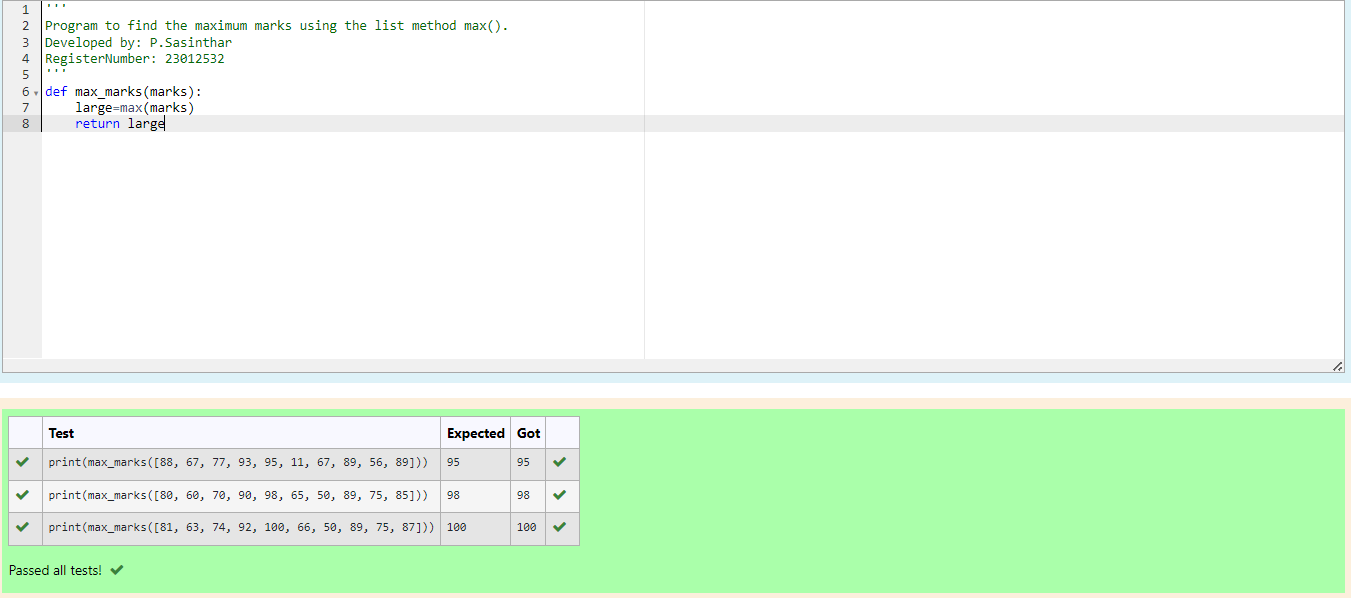 1 '''
2 Program to find the maximum marks using the list method max().
3 Developed by: P.Sasinthar
4 RegisterNumber: 23012532
5 '''
6 def max_marks(marks):
7     large=max(marks)
8     return large
Test Expected Got
print(max_marks([88, 67, 77, 93, 95, 11, 67, 89, 56, 89])) 95 95
print(max_marks([80, 60, 70, 90, 98, 65, 50, 89, 75, 85])) 98 98
print(max_marks([81, 63, 74, 92, 100, 66, 50, 89, 75, 87])) 100 100
Passed all tests!